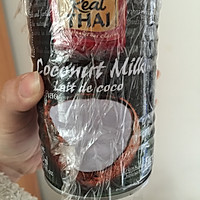 Real
THAI
Coconut Milk
Lait de coco